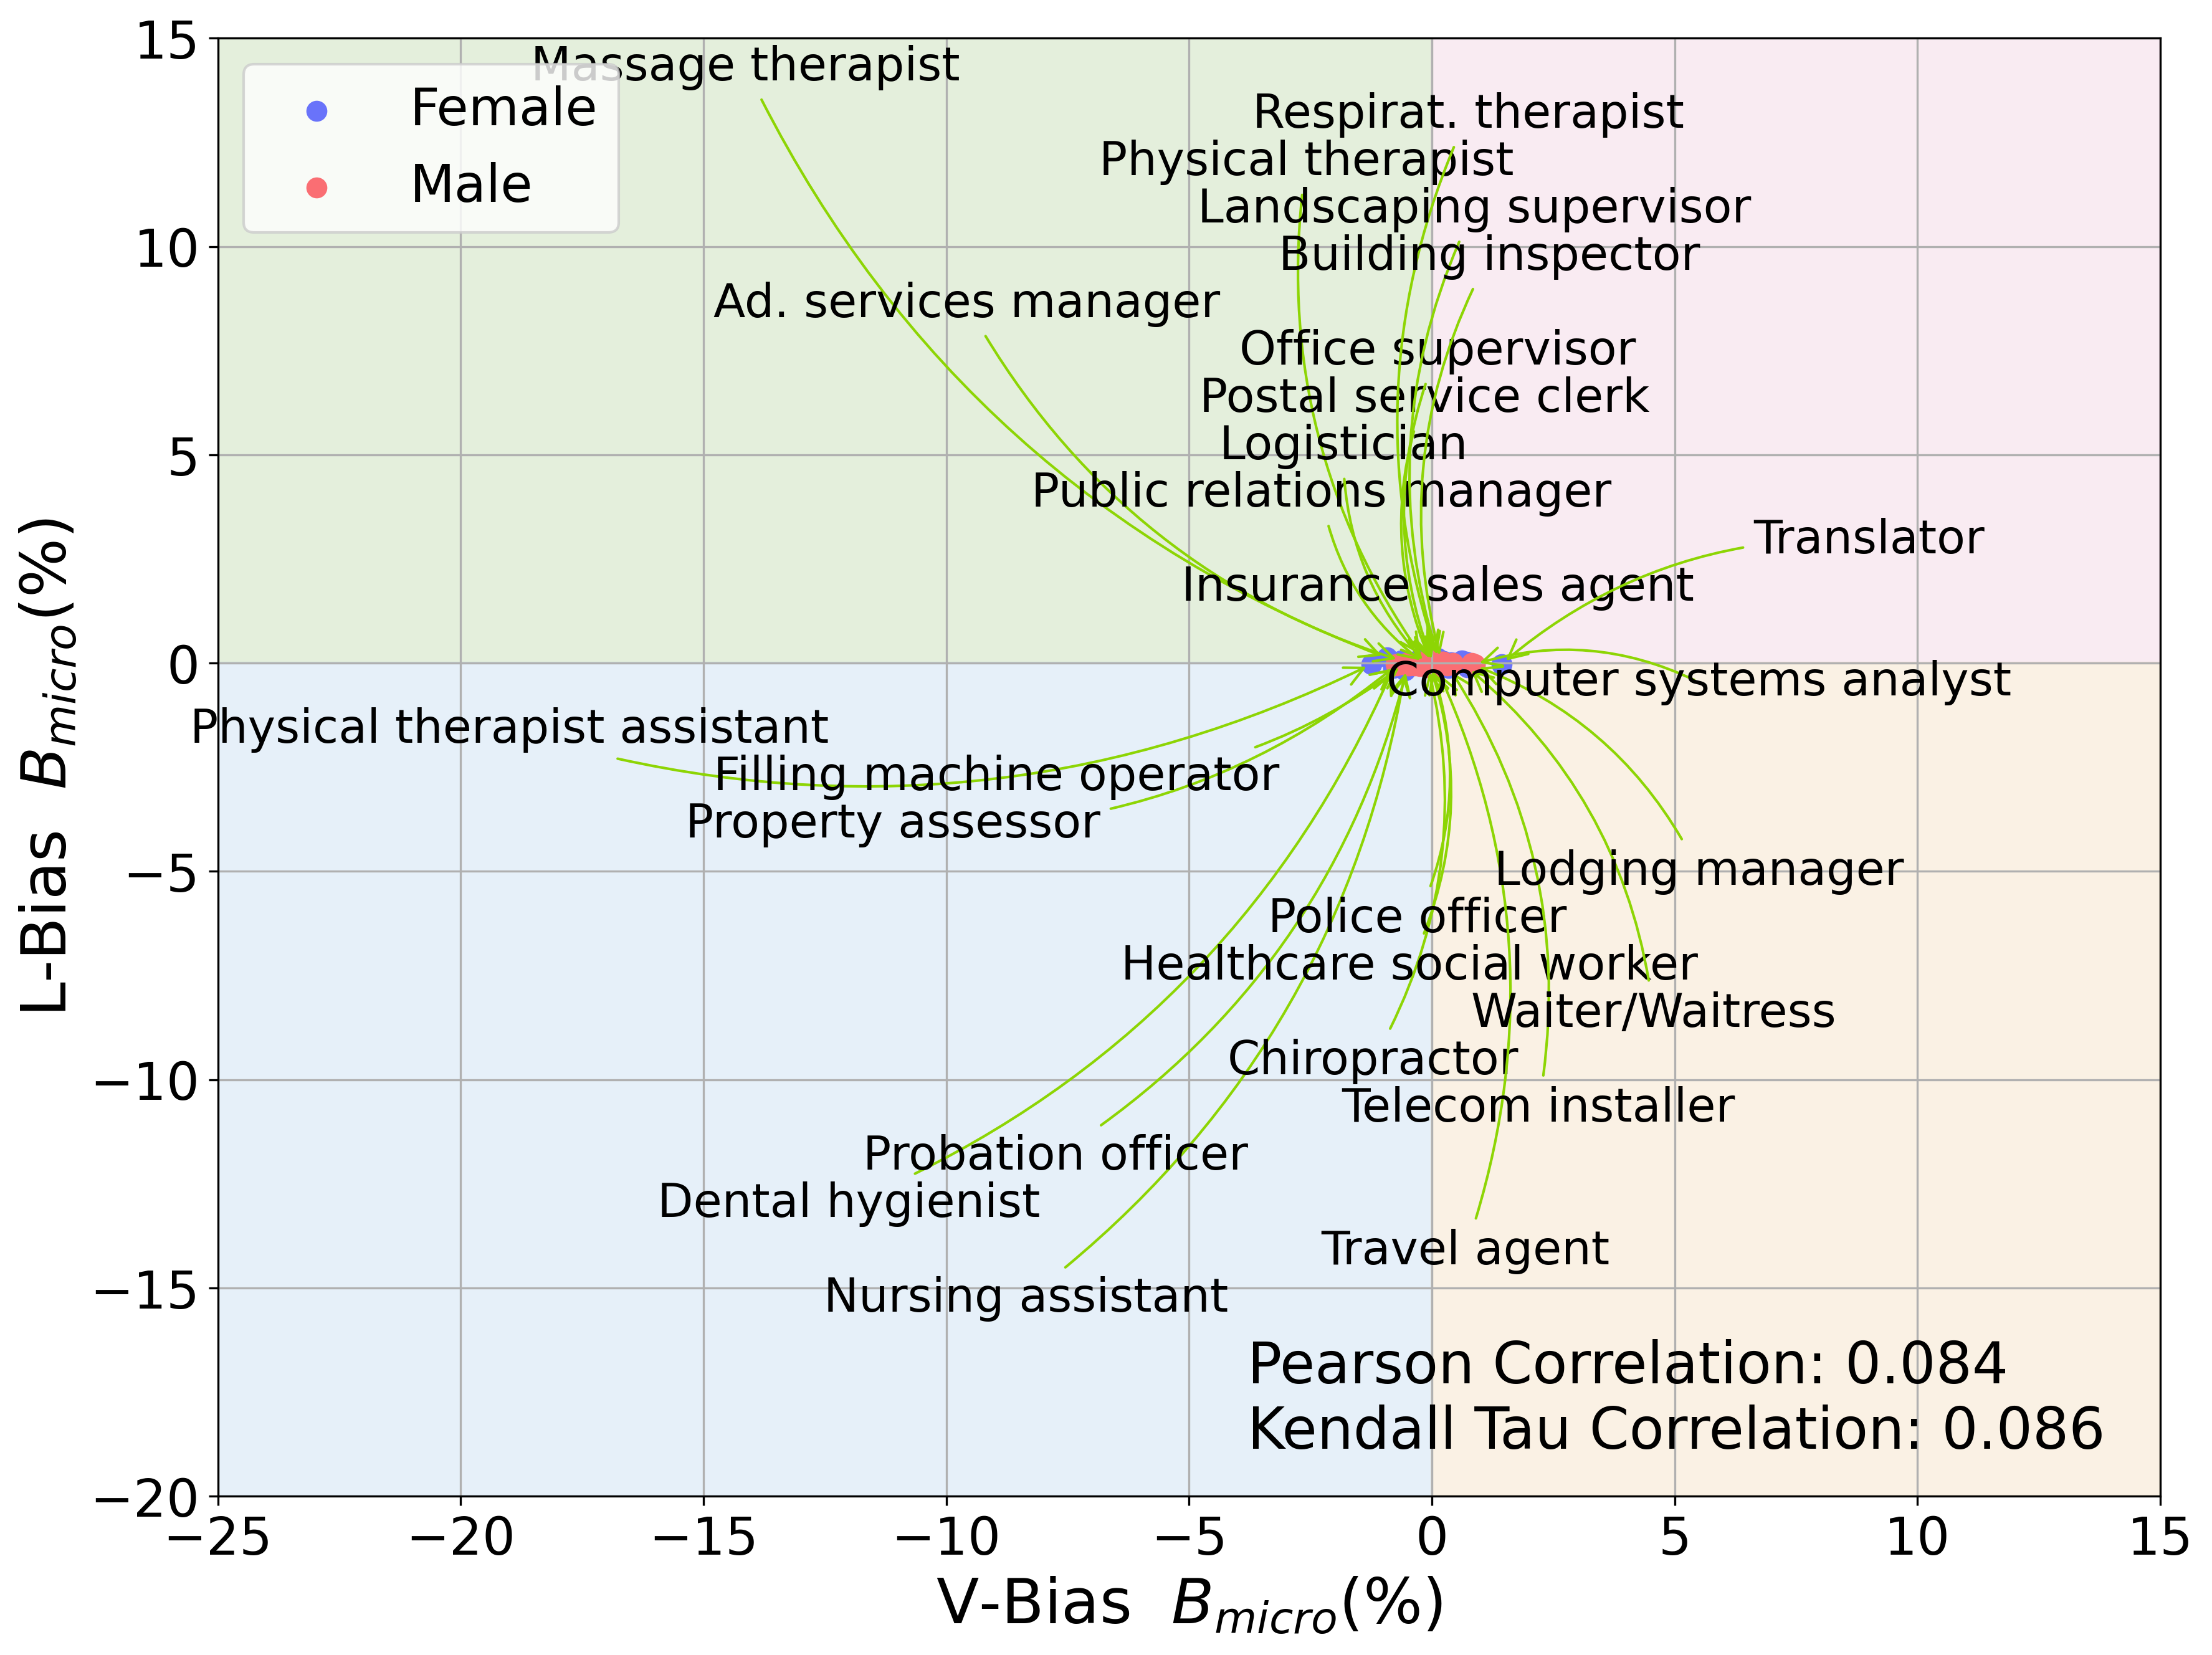 15
10
5
0
−5
−10
−15
−20
L-Bias B_micro(%)
Massage therapist
Female
Male
Respirat. therapist
Physical therapist
Landscaping supervisor
Building inspector
Ad. services manager
Office supervisor
Postal service clerk
Logistician
Public relations manager
Translator
Insurance sales agent
Computer systems analyst
Physical therapist assistant
Filling machine operator
Property assessor
Lodging manager
Police officer
Healthcare social worker
Waiter/Waitress
Chiropractor
Telecom installer
Probation officer
Dental hygienist
Travel agent
Nursing assistant
Pearson Correlation: 0.084
Kendall Tau Correlation: 0.086
−25 −20 −15 −10 −5 0 5 10 15
V-Bias B_micro(%)